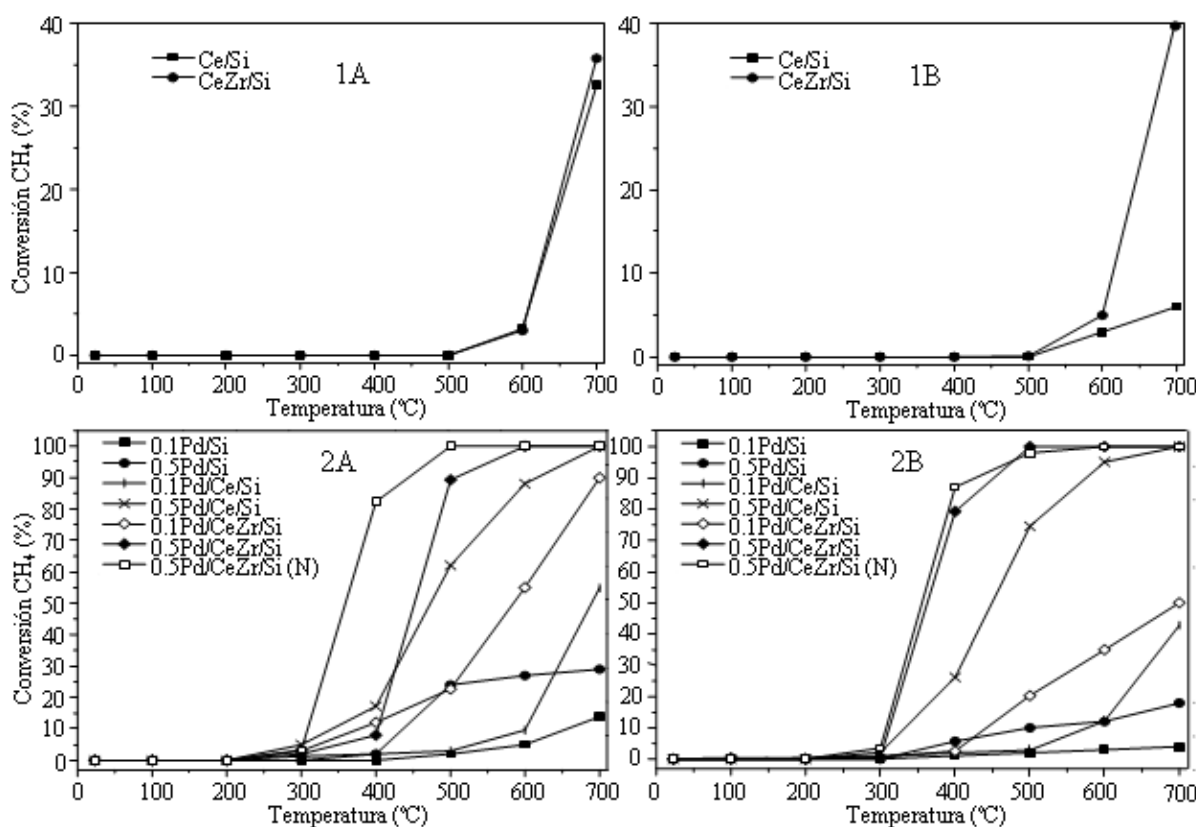 Conversión CH₄ (%)
40
30
20
10
0
Ce/Si
CeZr/Si
1A
0 100 200 300 400 500 600 700
Temperatura (ºC)
40
30
20
10
0
Ce/Si
CeZr/Si
1B
0 100 200 300 400 500 600 700
Temperatura (ºC)
Conversión CH₄ (%)
100
90
80
70
60
50
40
30
20
10
0
0.1Pd/Si
0.5Pd/Si
0.1Pd/Ce/Si
0.5Pd/Ce/Si
0.1Pd/CeZr/Si
0.5Pd/CeZr/Si
0.5Pd/CeZr/Si (N)
2A
0 100 200 300 400 500 600 700
Temperatura (ºC)
100
90
80
70
60
50
40
30
20
10
0
0.1Pd/Si
0.5Pd/Si
0.1Pd/Ce/Si
0.5Pd/Ce/Si
0.1Pd/CeZr/Si
0.5Pd/CeZr/Si
0.5Pd/CeZr/Si (N)
2B
0 100 200 300 400 500 600 700
Temperatura (ºC)